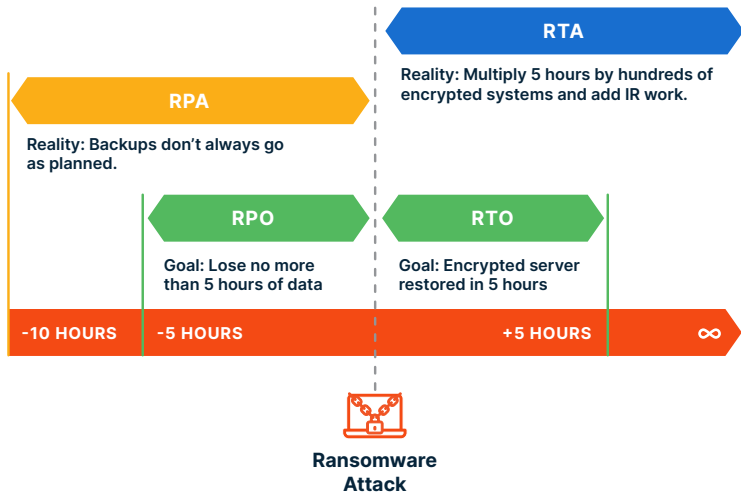 RTA
Reality: Multiply 5 hours by hundreds of
encrypted systems and add IR work.
RPA
Reality: Backups don’t always go
as planned.
RPO
RTO
Goal: Lose no more
than 5 hours of data
Goal: Encrypted server
restored in 5 hours
-10 HOURS
-5 HOURS
+5 HOURS
∞
Ransomware
Attack